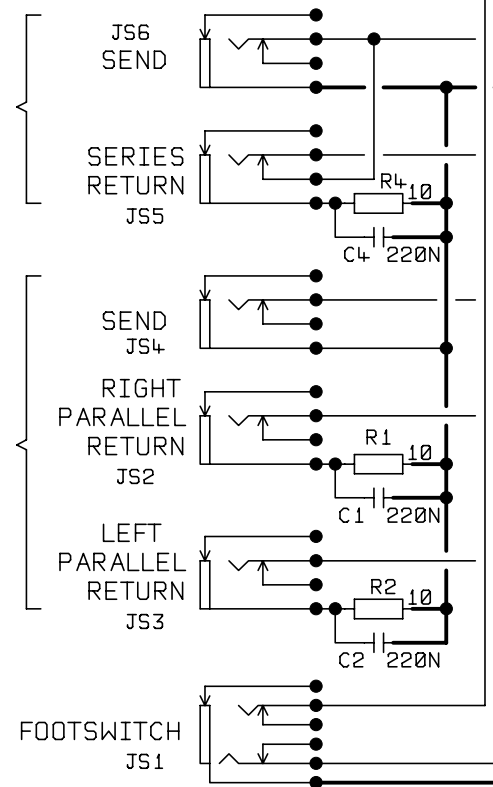 JS6
SEND
SERIES
RETURN
JS5
R4
10
C4 220N
SEND
JS4
RIGHT
PARALLEL
RETURN
JS2
R1
10
C1 220N
LEFT
PARALLEL
RETURN
JS3
R2
10
C2 220N
FOOTSWITCH
JS1